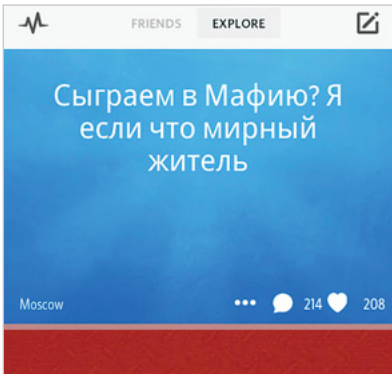 FRIENDS EXPLORE
Сыграем в Мафию? Я
если что мирный
житель
Moscow 214 208